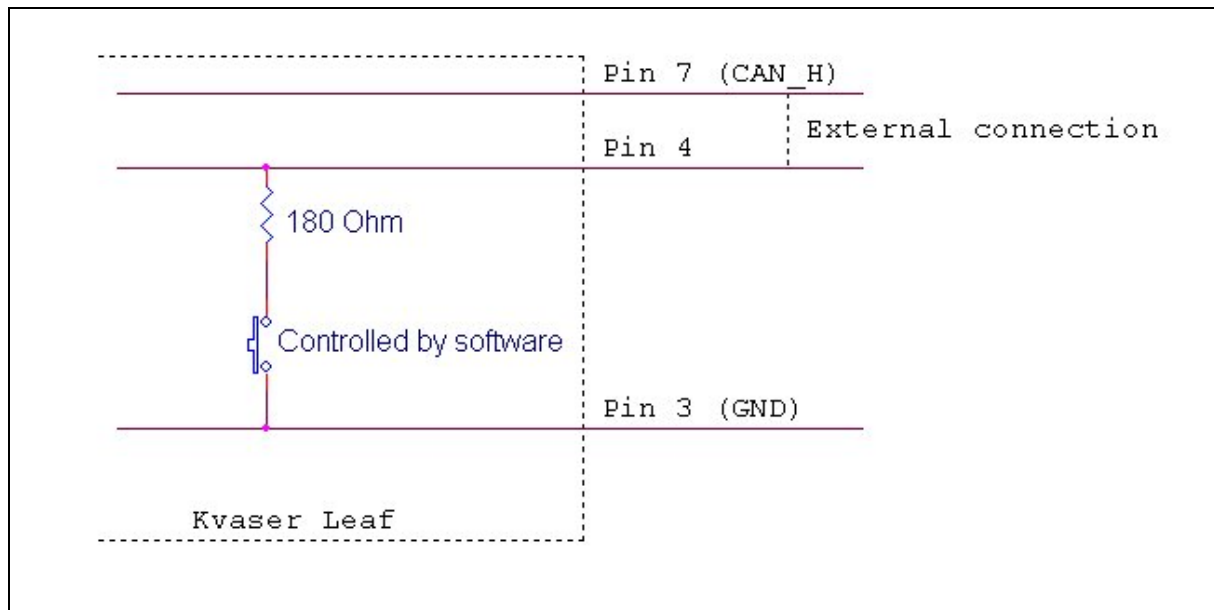 Pin 7 (CAN_H)
External connection
Pin 4
180 Ohm
Controlled by software
Pin 3 (GND)
Kvaser Leaf